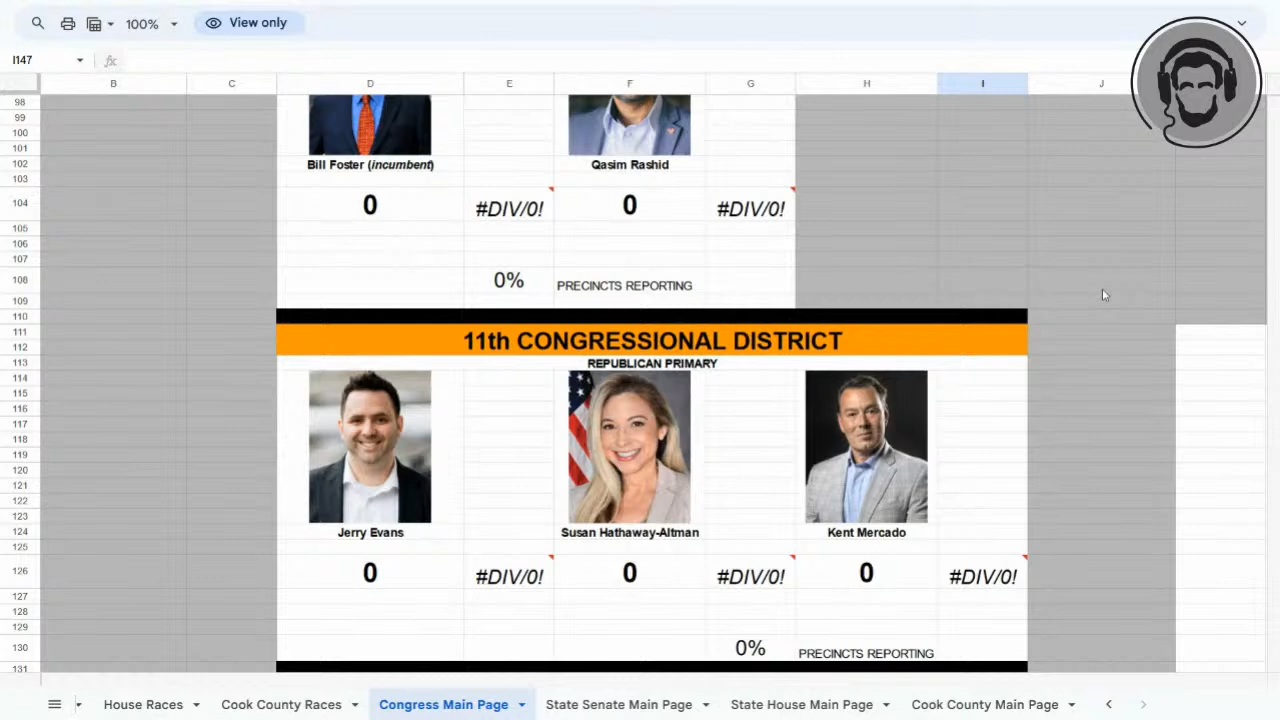 100%
View only
I147
fx
B C D E F G H I J
98
99
100
101
102 Bill Foster (incumbent) Qasim Rashid
103
104 0 #DIV/0! 0 #DIV/0!
105
106
107
108 0% PRECINCTS REPORTING
109
110
111
112 11th CONGRESSIONAL DISTRICT
113 REPUBLICAN PRIMARY
114
115
116
117
118
119
120
121
122
123
124 Jerry Evans Susan Hathaway-Altman Kent Mercado
125
126 0 #DIV/0! 0 #DIV/0! 0 #DIV/0!
127
128
129
130 0% PRECINCTS REPORTING
131
House Races Cook County Races Congress Main Page State Senate Main Page State House Main Page Cook County Main Page